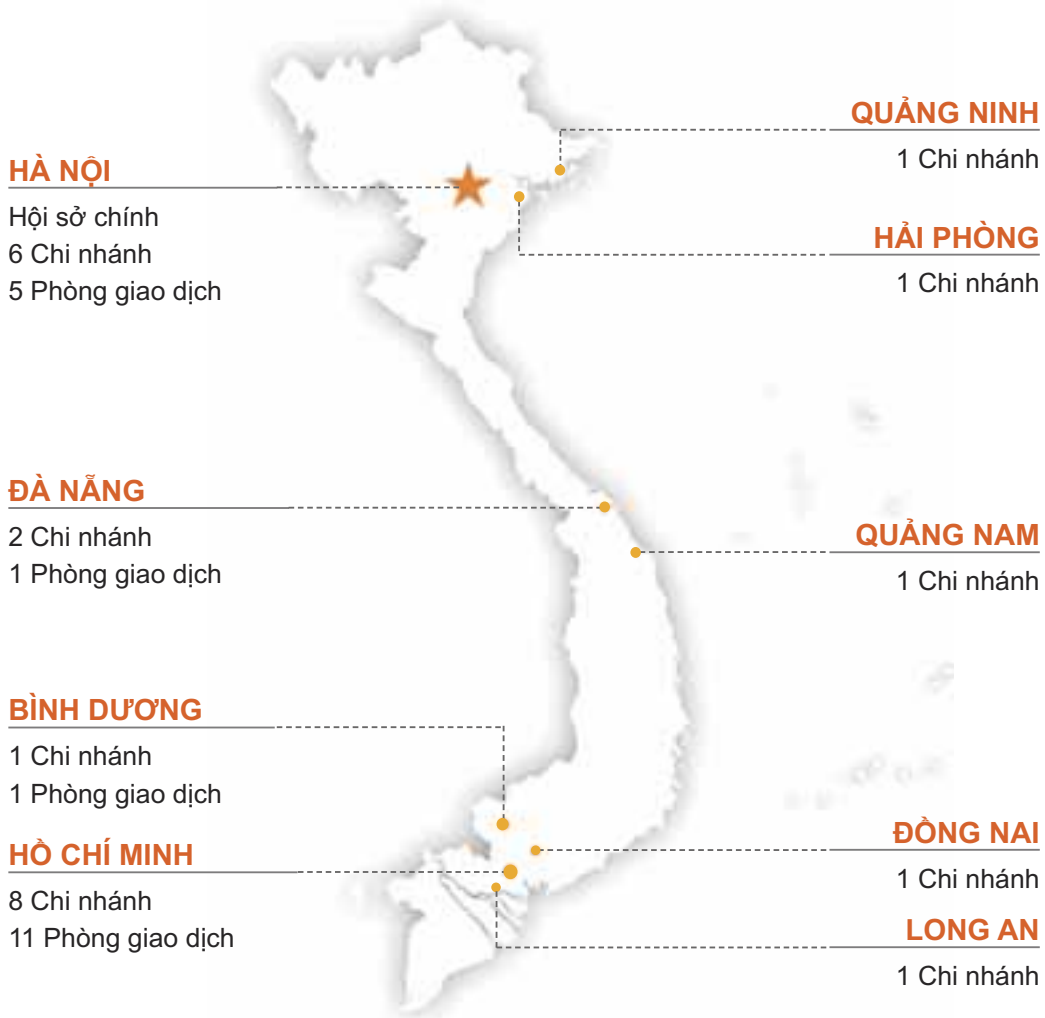 HÀ NỘI
Hội sở chính
6 Chi nhánh
5 Phòng giao dịch
ĐÀ NẴNG
2 Chi nhánh
1 Phòng giao dịch
BÌNH DƯƠNG
1 Chi nhánh
1 Phòng giao dịch
HỒ CHÍ MINH
8 Chi nhánh
11 Phòng giao dịch
QUẢNG NINH
1 Chi nhánh
HẢI PHÒNG
1 Chi nhánh
QUẢNG NAM
1 Chi nhánh
ĐỒNG NAI
1 Chi nhánh
LONG AN
1 Chi nhánh